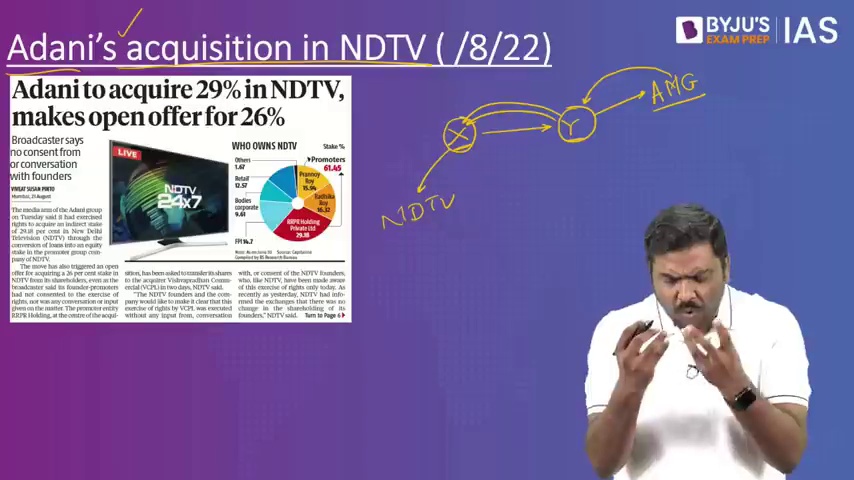 Adani's acquisition in NDTV ( /8/22)
BYJU'S
EXAM PREP
IAS
Adani to acquire 29% in NDTV,
makes open offer for 26%
Broadcaster says
no consent from
or conversation
with founders
VIVEAT SUSAN PINTO
Mumbai, 23 August
The media arm of the Adani group
on Tuesday said it had exercised
rights to acquire an indirect stake
of 29.18 per cent in New Delhi
Television (NDTV) through the
conversion of loans into an equity
stake in the promoter group com-
pany of NDTV.
The move has also triggered an open
offer for acquiring a 26 per cent stake in
NDTV from its shareholders, even as the
broadcaster said its founder-promoters
had not consented to the exercise of
rights, nor was any conversation or input
given on the matter. The promoter entity
RRPR Holding, at the centre of the acqui-
LIVE
NDTV
24x7
WHO OWNS NDTV
Stake %
Others
1.67
Retail
12.57
Bodies
corporate
9.61
FPI 14.7
Promoters
61.45
Prannoy
Roy
15.94
Radhika
Roy
16.32
RRPR Holding
Private Ltd
29.18
Compiled by BS Research Bureau
sition, has been asked to transfer its shares
to the acquirer Vishvapradhan Comme-
rcial (VCPL) in two days, NDTV said.
"The NDTV founders and the com-
pany would like to make it clear that this
exercise of rights by VCPL was executed
without any input from, conversation
with, or consent of the NDTV founders,
who, like NDTV, have been made aware
of this exercise of rights only today. As
recently as yesterday, NDTV had infor-
med the exchanges that there was no
change in the shareholding of its
founders," NDTV said.
Turn to Page 6
X
Y
AMG
NDTV